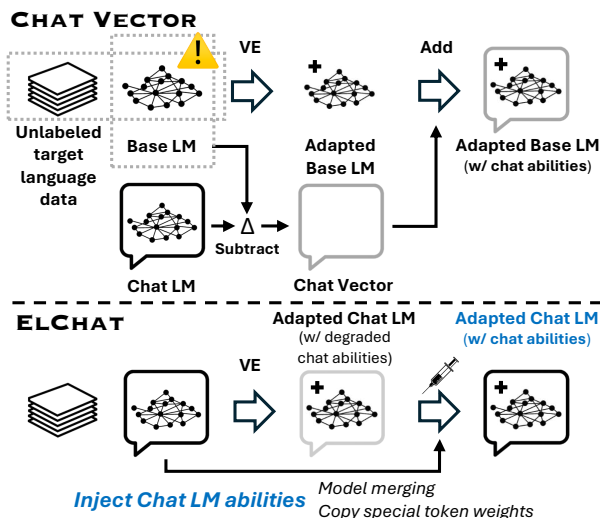 CHAT VECTOR
!
VE
Add
Unlabeled
target
language
data
Base LM
Adapted
Base LM
Adapted Base LM
(w/ chat abilities)
Δ
Subtract
Chat LM
Chat Vector
ELCHAT
Adapted Chat LM
(w/ degraded
chat abilities)
Adapted Chat LM
(w/ chat abilities)
VE
Inject Chat LM abilities
Model merging
Copy special token weights